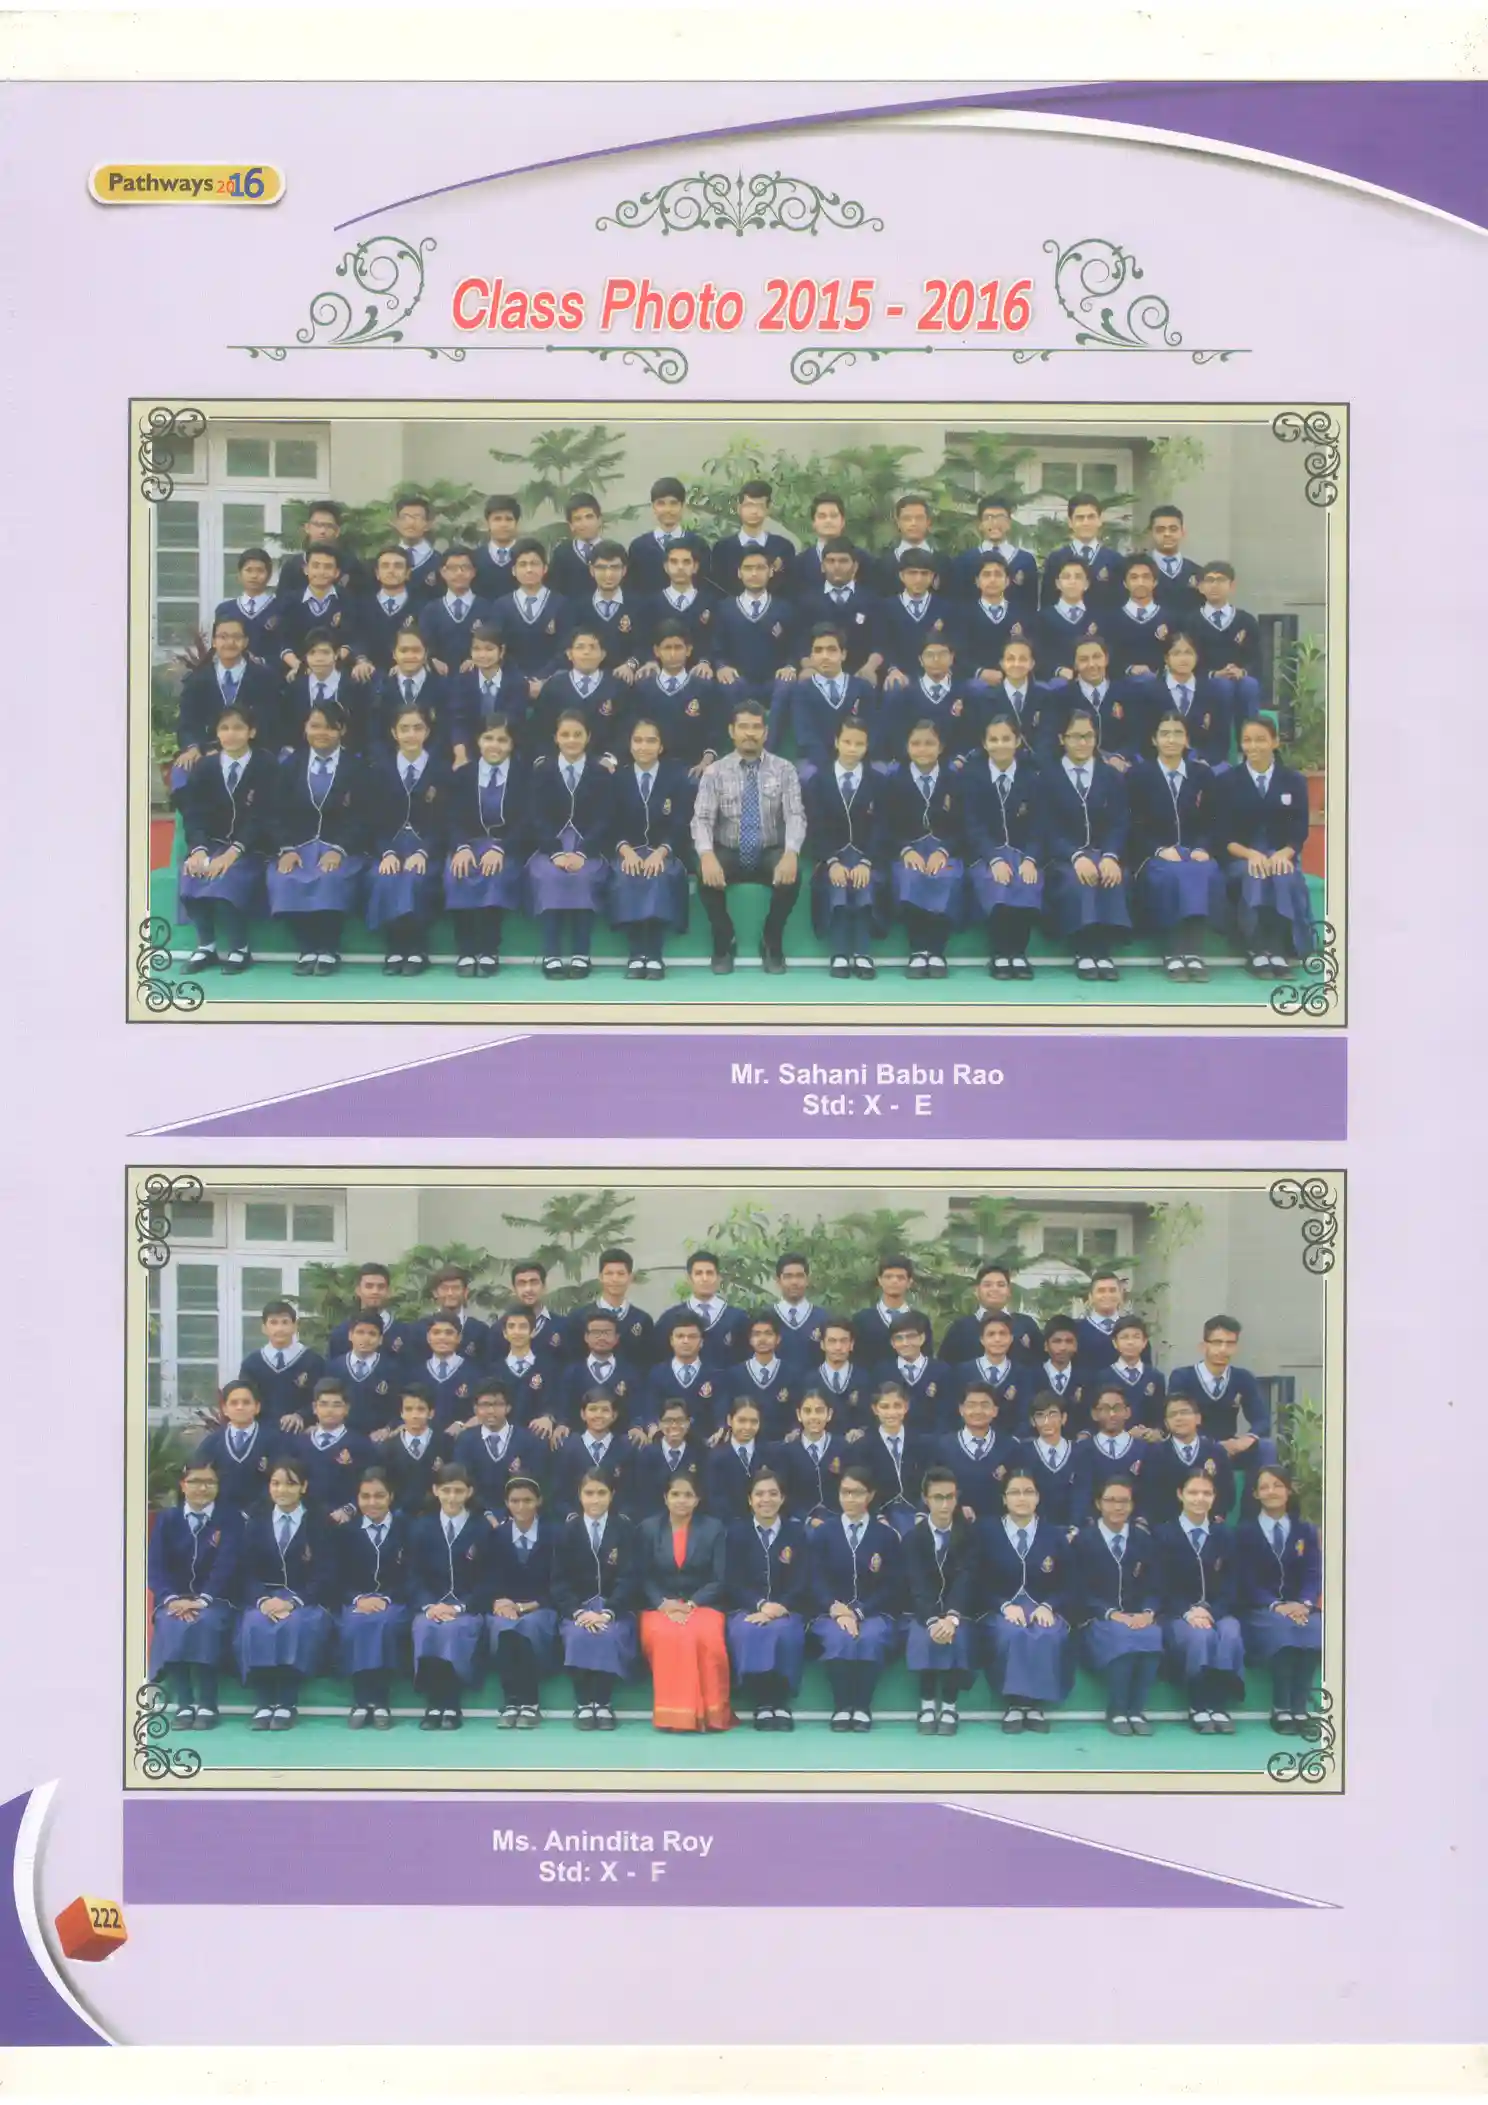 Pathways 2016
Class Photo 2015 - 2016
Mr. Sahani Babu Rao
Std: X - E
Ms. Anindita Roy
Std: X - F
222